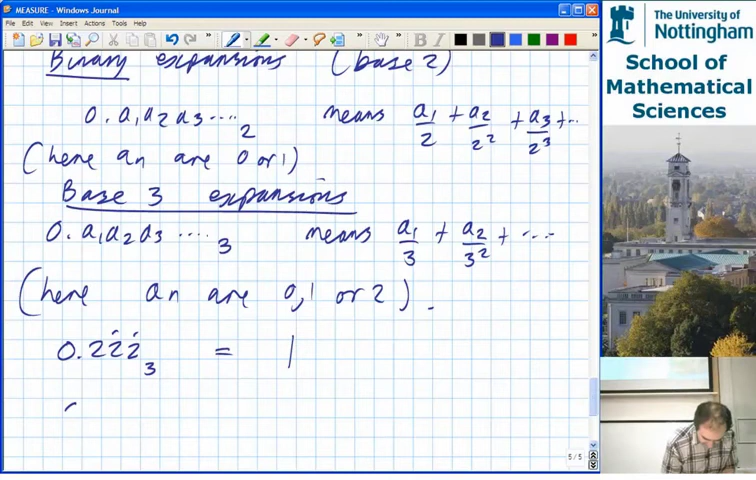 MEASURE - Windows Journal
File Edit View Insert Actions Tools Help
B I
Binary expansions (base 2)
0.a₁a₂a₃....₂ means a₁/2 + a₂/2² + a₃/2³ + ...
(here an are 0 or 1)
Base 3 expansions
0.a₁a₂a₃ ....₃ means a₁/3 + a₂/3² + ....
(here an are 0,1 or 2).
0.22̇2̇₃ = 1
5/5
The University of
Nottingham
School of
Mathematical
Sciences